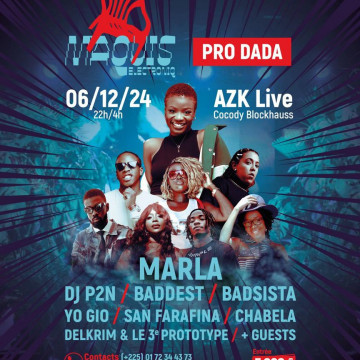 MAQUIS
ELECTRONIQ
PRO DADA
06/12/24
22h/4h
AZK Live
Cocody Blockhauss
MARLA
DJ P2N / BADDEST / BADSISTA
YO GIO / SAN FARAFINA / CHABELA
DELKRIM & LE 3e PROTOTYPE / + GUESTS
Contacts (+225) 01 72 34 43 73
Entrée